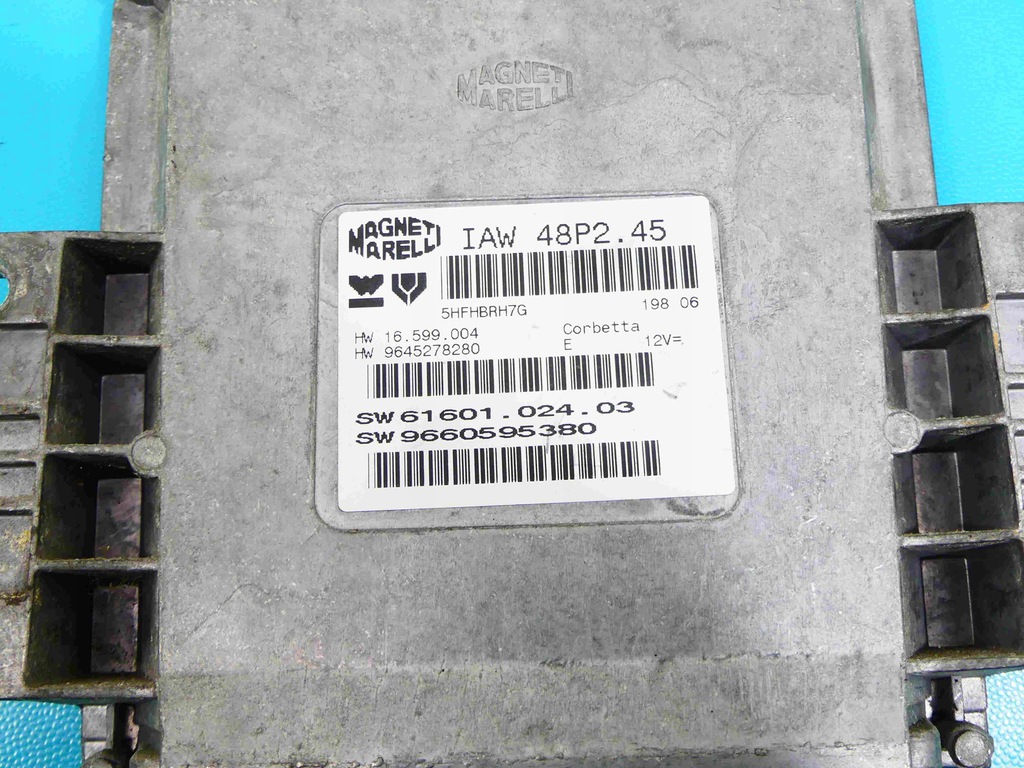 MAGNETI
MARELLI
MAGNETI
MARELLI
IAW 48P2.45
5HFHBRH7G
198 06
HW 16.599.004
Corbetta
HW 9645278280
E
12V=
SW 61601.024.03
SW 9660595380